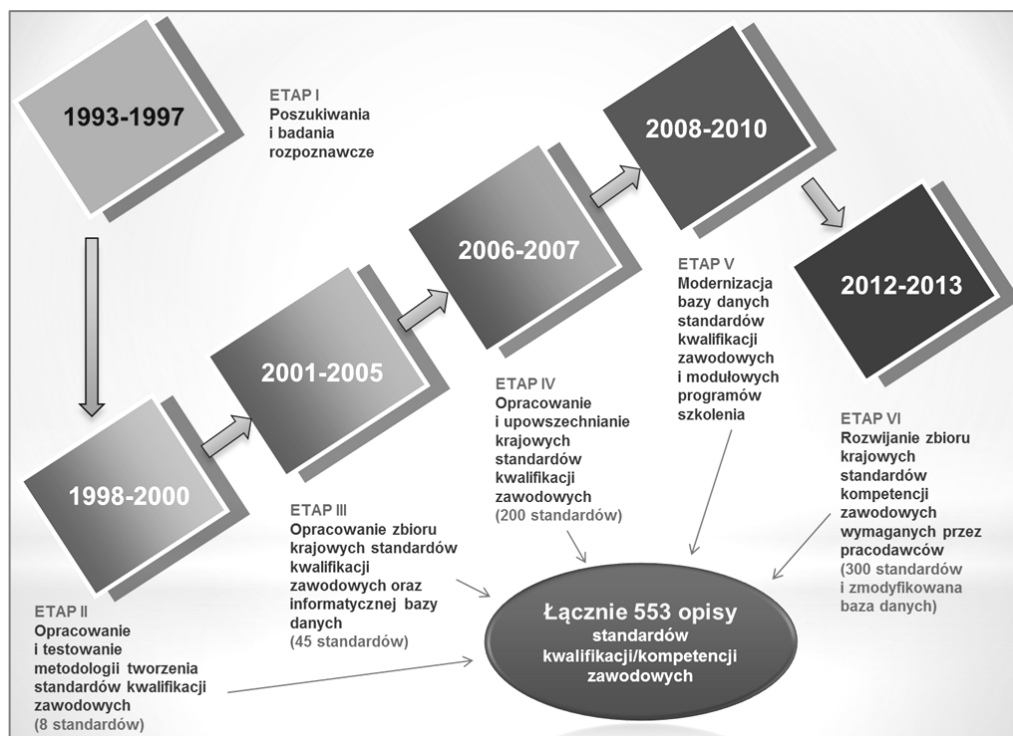 1993-1997
ETAP I
Poszukiwania
i badania
rozpoznawcze
1998-2000
ETAP II
Opracowanie
i testowanie
metodologii tworzenia
standardów kwalifikacji
zawodowych
(8 standardów)
2001-2005
ETAP III
Opracowanie zbioru
krajowych standardów
kwalifikacji
zawodowych oraz
informatycznej bazy
danych
(45 standardów)
2006-2007
ETAP IV
Opracowanie
i upowszechnianie
krajowych
standardów
kwalifikacji
zawodowych
(200 standardów)
2008-2010
ETAP V
Modernizacja
bazy danych
standardów
kwalifikacji
zawodowych
i modułowych
programów
szkolenia
2012-2013
ETAP VI
Rozwijanie zbioru
krajowych
standardów
kompetencji
zawodowych
wymaganych przez
pracodawców
(300 standardów
i zmodyfikowana
baza danych)
Łącznie 553 opisy
standardów
kwalifikacji/kompetencji
zawodowych